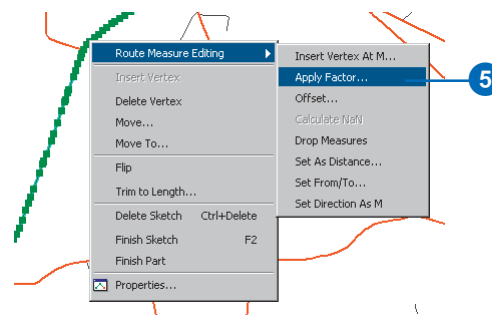 Route Measure Editing
Insert Vertex
Delete Vertex
Move...
Move To...
Flip
Trim to Length...
Delete Sketch Ctrl+Delete
Finish Sketch F2
Finish Part
Properties...
Insert Vertex At M...
Apply Factor...
Offset...
Calculate NaN
Drop Measures
Set As Distance...
Set From/To...
Set Direction As M
5